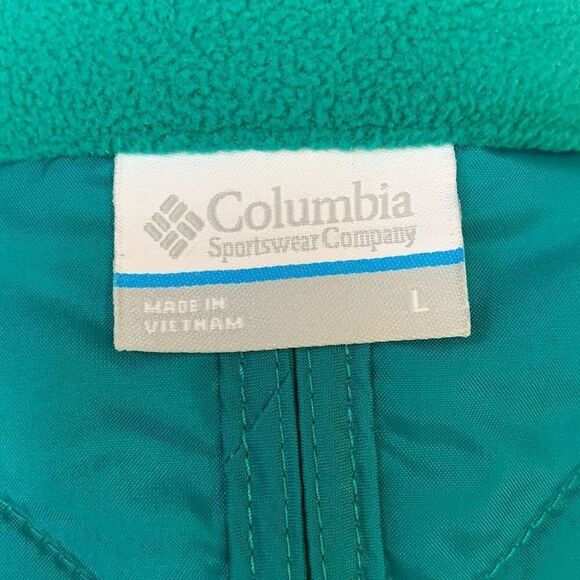 Columbia
Sportswear Company
MADE IN
VIETNAM
L